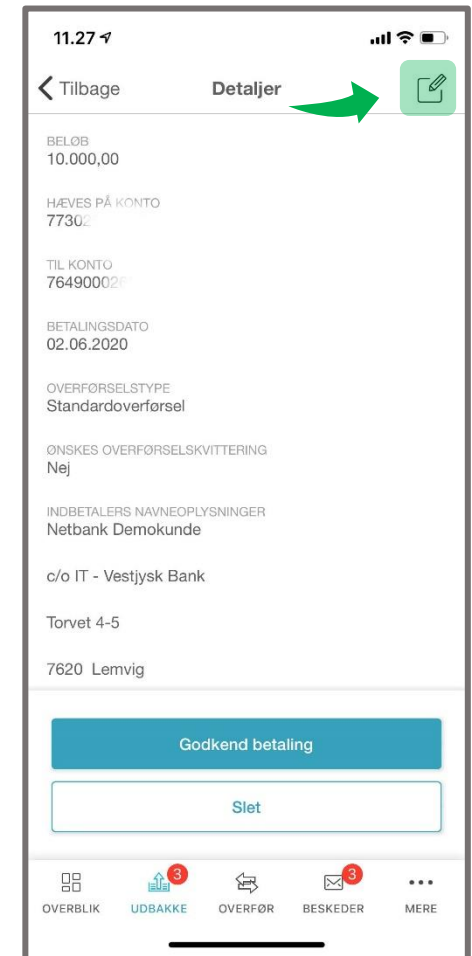 11.27
Tilbage
Detaljer
BELØB
10.000,00
HÆVES PÅ KONTO
7730
TIL KONTO
76490002
BETALINGSDATO
02.06.2020
OVERFØRSELSTYPE
Standardoverførsel
ØNSKES OVERFØRSELSKVITTERING
Nej
INDBETALERS NAVNEOPLYSNINGER
Netbank Demokunde
c/o IT - Vestjysk Bank
Torvet 4-5
7620 Lemvig
Godkend betaling
Slet
3 3
OVERBLIK UDBAKKE OVERFØR BESKEDER MERE